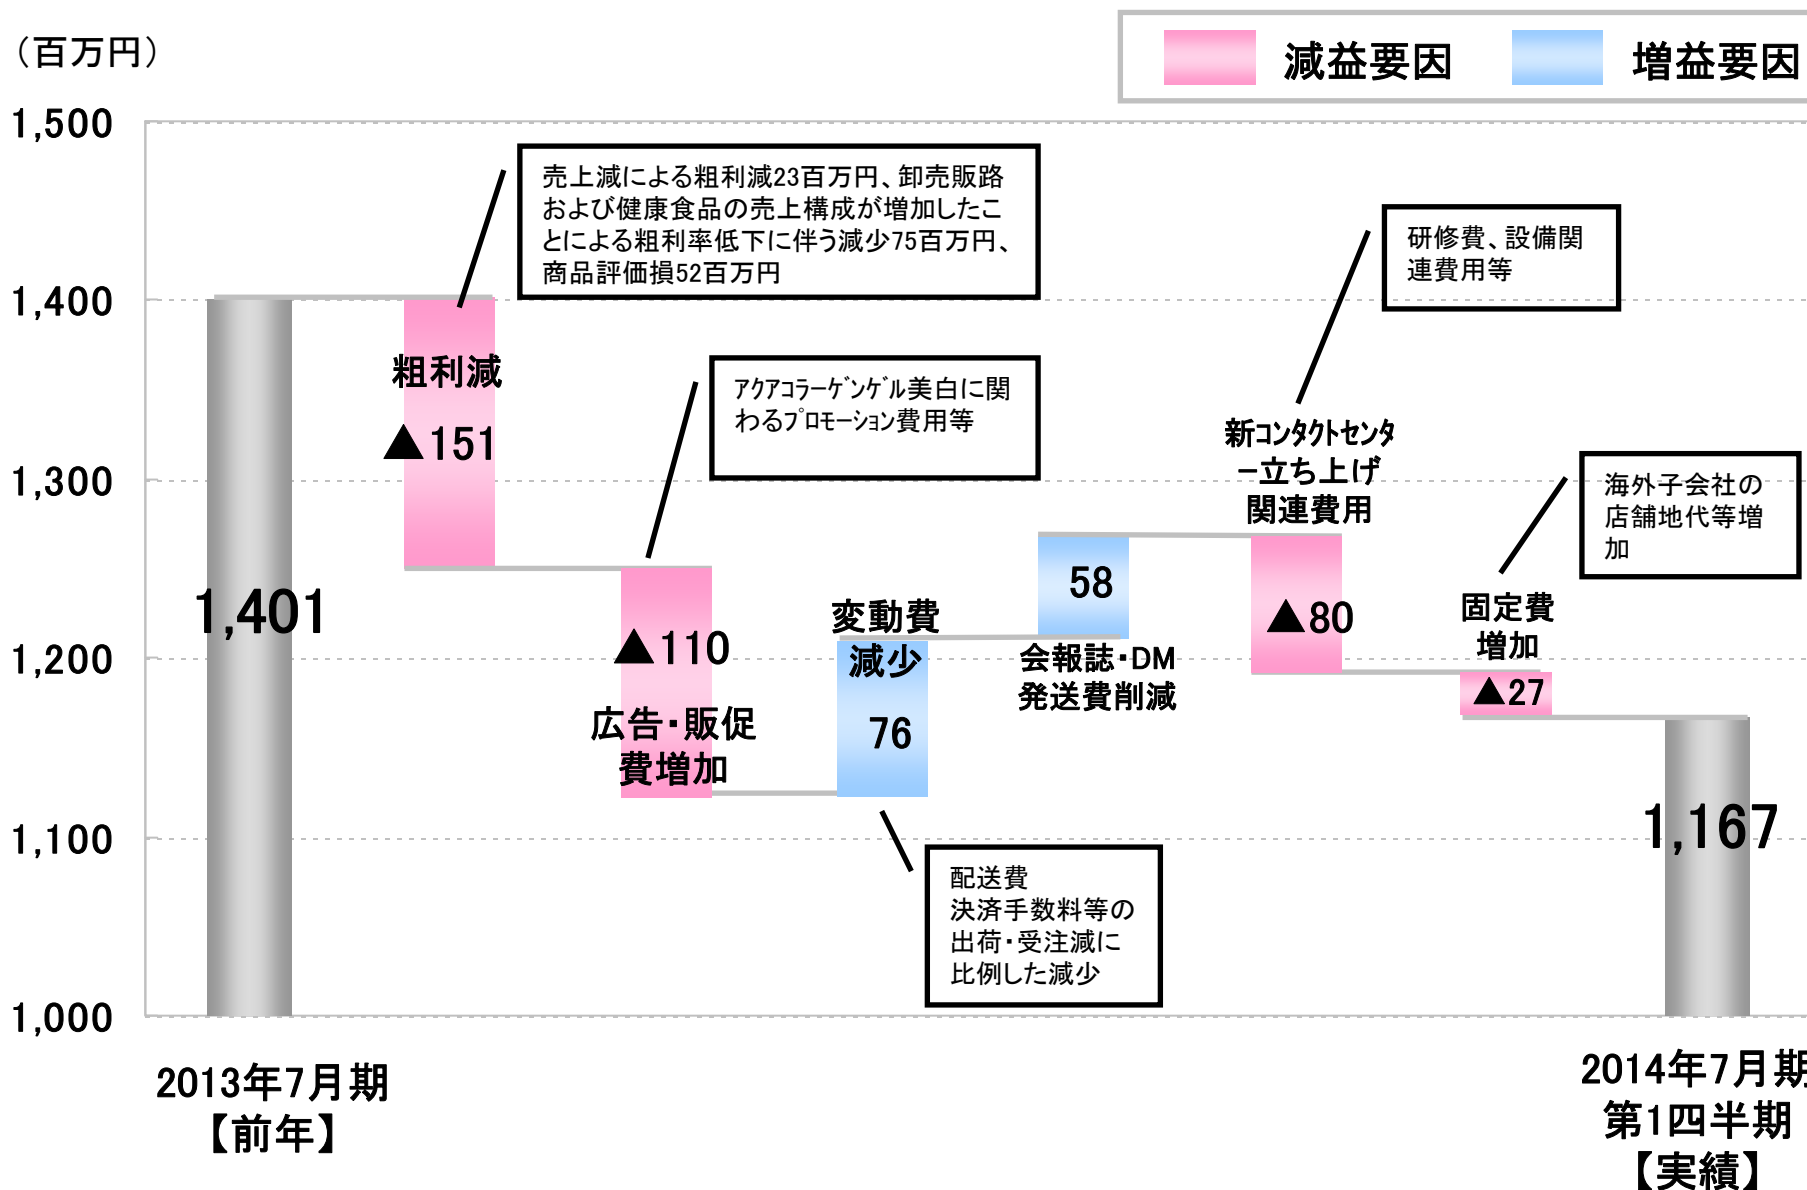 （百万円）
減益要因
増益要因
1,500
1,400
1,300
1,200
1,100
1,000
売上減による粗利減23百万円、卸売販路
および健康食品の売上構成が増加したこ
とによる粗利率低下に伴う減少75百万円、
商品評価損52百万円
研修費、設備関
連費用等
粗利減
▲151
アクアコラーゲンゲル美白に関
わるプロモーション費用等
新コンタクトセンタ
ー立ち上げ
関連費用
海外子会社の
店舗地代等増
加
1,401
▲110
広告・販促
費増加
変動費
減少
76
58
会報誌・DM
発送費削減
▲80
固定費
増加
▲27
1,167
配送費
決済手数料等の
出荷・受注減に
比例した減少
2013年7月期
【前年】
2014年7月期
第1四半期
【実績】